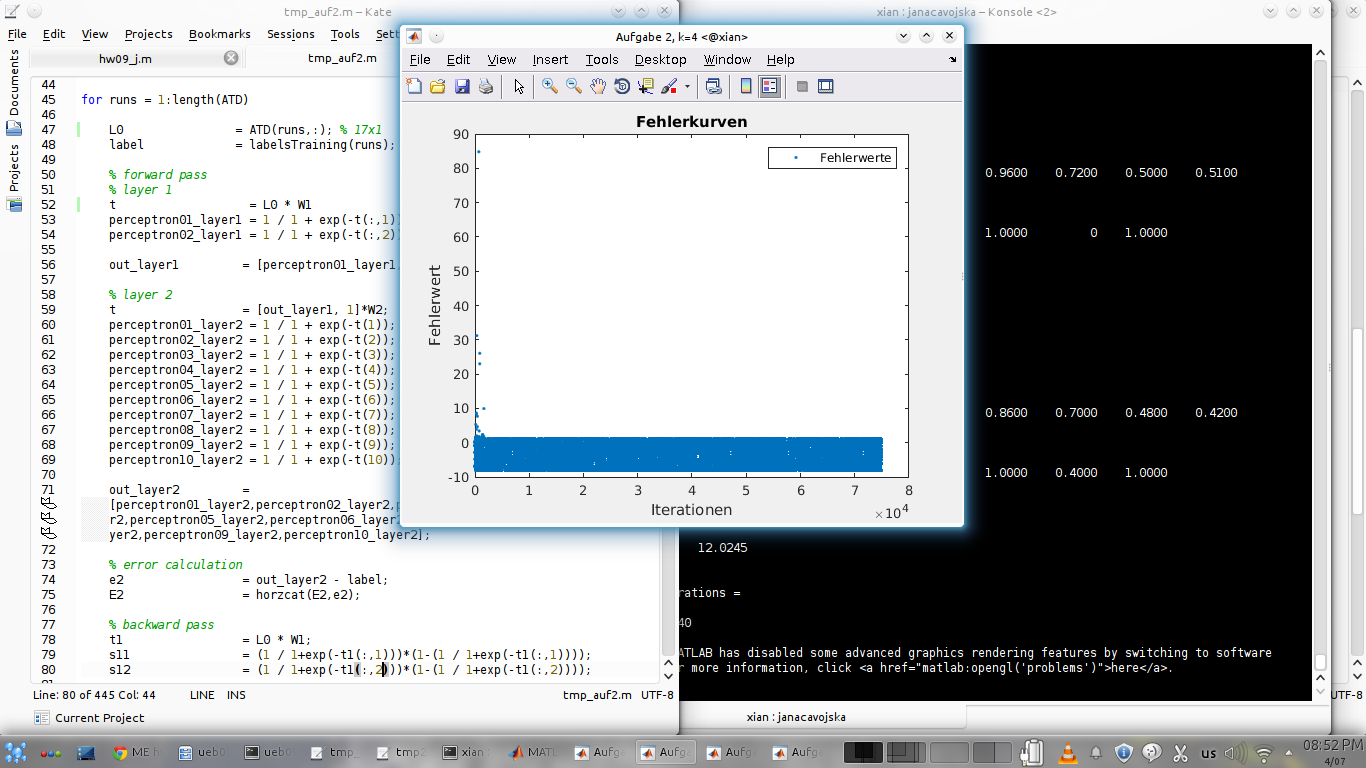 tmp_auf2.m – Kate
File Edit View Projects Bookmarks Sessions Tools
hw09_j.m tmp_auf2.m
Documents
Projects
44
45 for runs = 1:length(ATD)
46
47 L0 = ATD(runs,:); % 17x1
48 label = labelsTraining(runs);
49
50 % forward pass
51 % layer 1
52 t = L0 * W1
53 perceptron01_layer1 = 1 / 1 + exp(-t(:,1)
54 perceptron02_layer1 = 1 / 1 + exp(-t(:,2)
55
56 out_layer1 = [perceptron01_layer1,
57
58 % layer 2
59 t = [out_layer1, 1]*W2;
60 perceptron01_layer2 = 1 / 1 + exp(-t(1));
61 perceptron02_layer2 = 1 / 1 + exp(-t(2));
62 perceptron03_layer2 = 1 / 1 + exp(-t(3));
63 perceptron04_layer2 = 1 / 1 + exp(-t(4));
64 perceptron05_layer2 = 1 / 1 + exp(-t(5));
65 perceptron06_layer2 = 1 / 1 + exp(-t(6));
66 perceptron07_layer2 = 1 / 1 + exp(-t(7));
67 perceptron08_layer2 = 1 / 1 + exp(-t(8));
68 perceptron09_layer2 = 1 / 1 + exp(-t(9));
69 perceptron10_layer2 = 1 / 1 + exp(-t(10));
70
71 out_layer2 =
[perceptron01_layer2,perceptron02_layer2,
r2,perceptron05_layer2,perceptron06_layer
yer2,perceptron09_layer2,perceptron10_layer2];
72
73 % error calculation
74 e2 = out_layer2 - label;
75 E2 = horzcat(E2,e2);
76
77 % backward pass
78 t1 = L0 * W1;
79 sl1 = (1 / 1+exp(-t1(:,1)))*(1-(1 / 1+exp(-t1(:,1))));
80 sl2 = (1 / 1+exp(-t1(:,2)))*(1-(1 / 1+exp(-t1(:,2))));
Line: 80 of 445 Col: 44 LINE INS tmp_auf2.m UTF-8
Current Project
Aufgabe 2, k=4 <@xian>
File Edit View Insert Tools Desktop Window Help
Fehlerkurven
Fehlerwerte
Fehlerwert
90
80
70
60
50
40
30
20
10
0
-10
0 1 2 3 4 5 6 7 8
Iterationen
×10^4
xian : janacavojska – Konsole <2>
0.9600 0.7200 0.5000 0.5100
1.0000 0 1.0000
0.8600 0.7000 0.4800 0.4200
1.0000 0.4000 1.0000
12.0245
rations =
40
ATLAB has disabled some advanced graphics rendering features by switching to software
r more information, click <a href="matlab:opengl('problems')">here</a>.
xian : janacavojska
UTF-8
ME h ueb0 ueb0 tmp_ tmp2 xian MATL Aufg Aufg Aufg Aufg us 08:52 PM
4/07